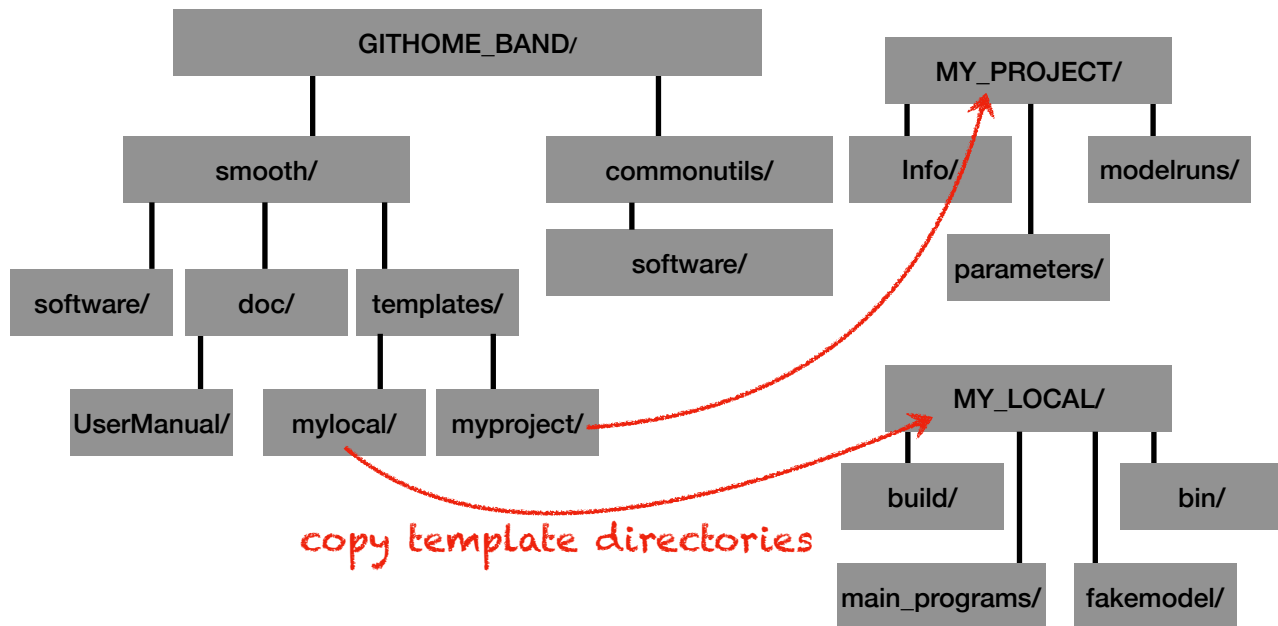 GITHOME_BAND/
smooth/
commonutils/
software/
doc/
templates/
software/
UserManual/
mylocal/
myproject/
copy template directories
MY_PROJECT/
Info/
modelruns/
parameters/
MY_LOCAL/
build/
bin/
main_programs/
fakemodel/